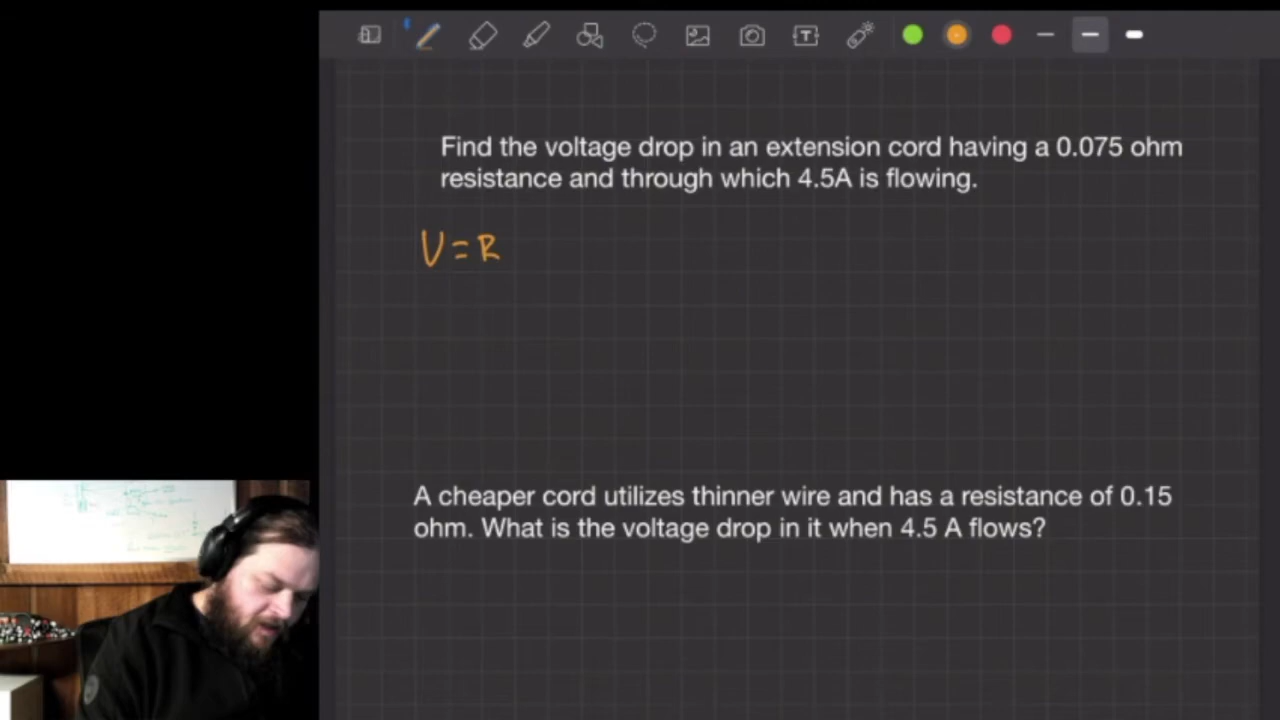 Find the voltage drop in an extension cord having a 0.075 ohm
resistance and through which 4.5A is flowing.
V = R
A cheaper cord utilizes thinner wire and has a resistance of 0.15
ohm. What is the voltage drop in it when 4.5 A flows?